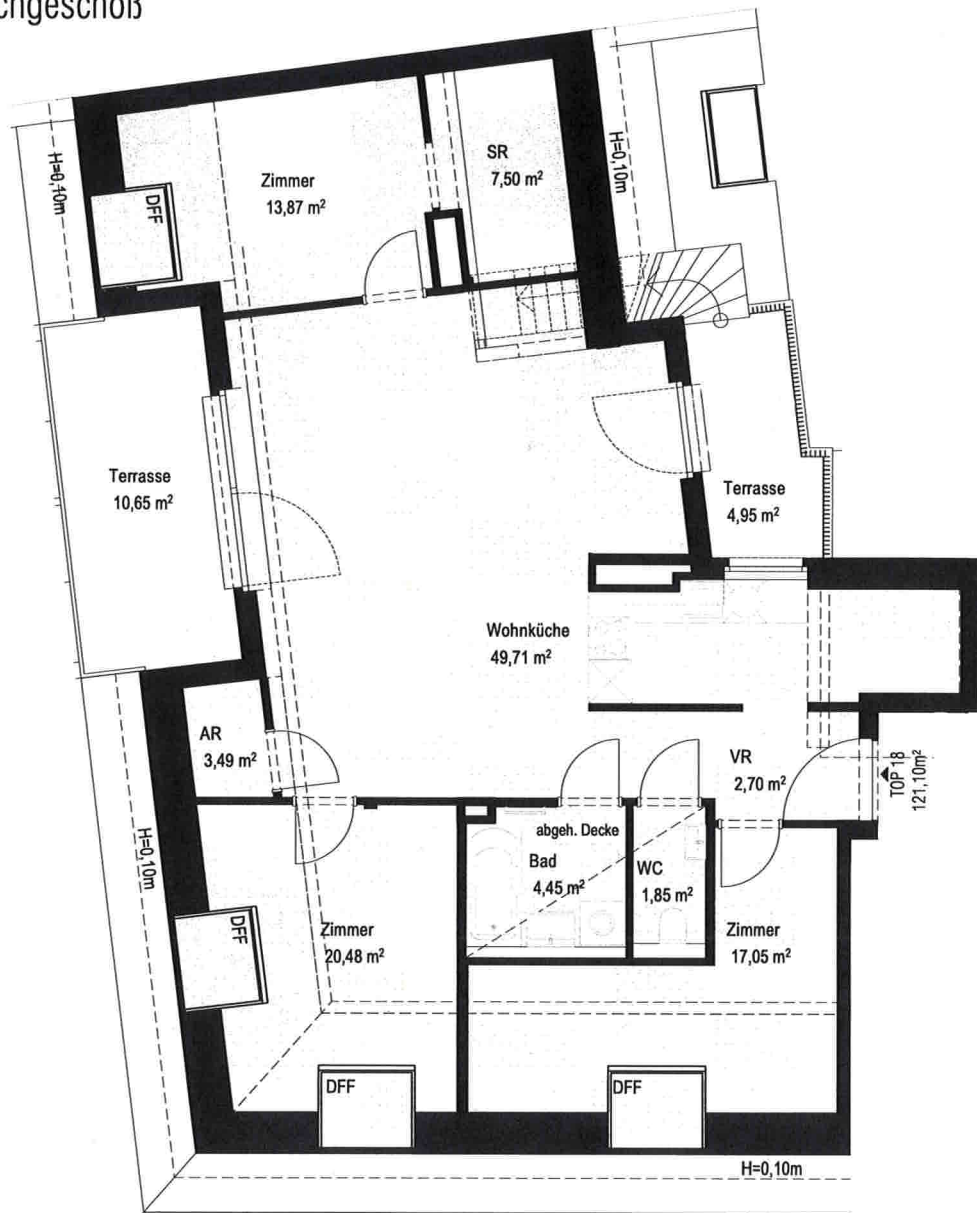 chgeschoß
H=0,10m
Zimmer
13,87 m²
DFF
SR
7,50 m²
H=0,10m
Terrasse
10,65 m²
Terrasse
4,95 m²
Wohnküche
49,71 m²
AR
3,49 m²
VR
2,70 m²
TOP 18
121,10m²
H=0,10m
abgeh. Decke
Bad
4,45 m²
WC
1,85 m²
DFF
Zimmer
20,48 m²
Zimmer
17,05 m²
DFF
DFF
H=0,10m